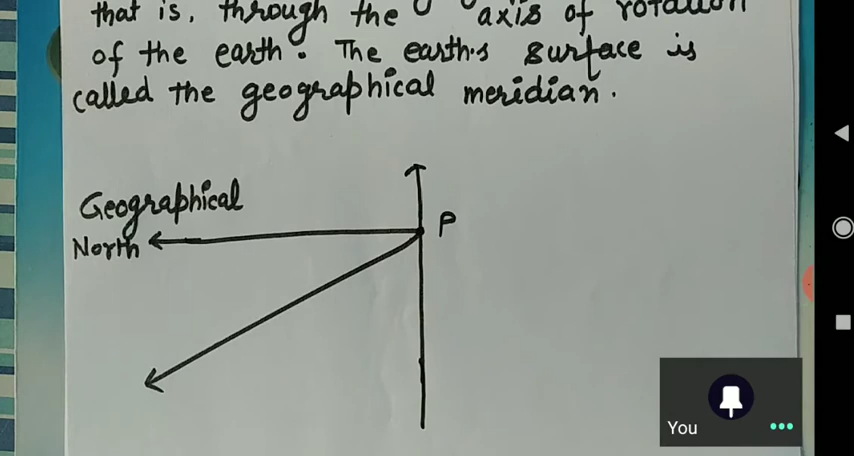 that is, through the axis of rotation
of the earth. The earth's surface is
called the geographical meridian.
Geographical
North
P
You